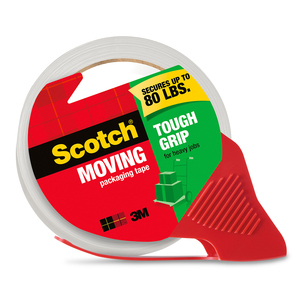 SECURES UP TO
80 LBS.
Scotch
MOVING
packaging tape
TOUGH
GRIP
for heavy jobs
3M